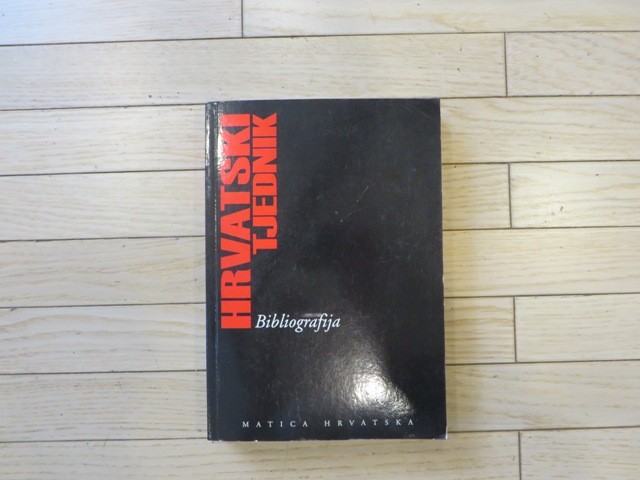 HRVATSKI
TJEDNIK
Bibliografija
MATICA HRVATSKA